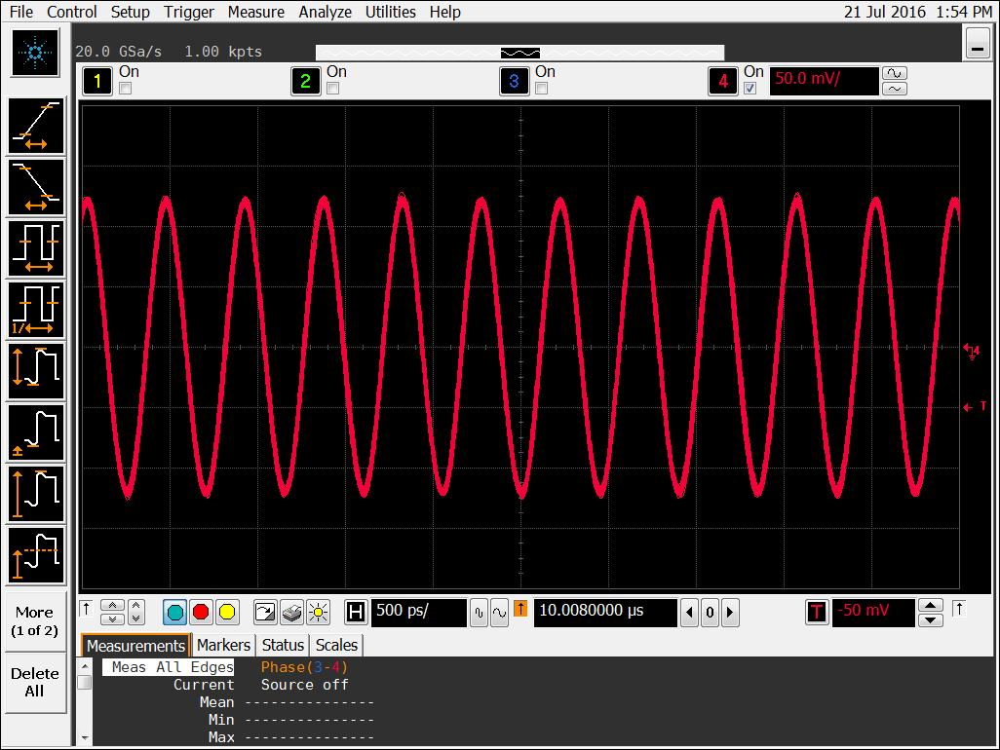 File Control Setup Trigger Measure Analyze Utilities Help 21 Jul 2016 1:54 PM
20.0 GSa/s 1.00 kpts
1 On 2 On 3 On 4 On 50.0 mV/
4
T
1/
More
(1 of 2)
Delete
All
H 500 ps/ 10.0080000 µs 0 T -50 mV
Measurements Markers Status Scales
Meas All Edges Phase(3-4)
Current Source off
Mean ---------------
Min ---------------
Max ---------------